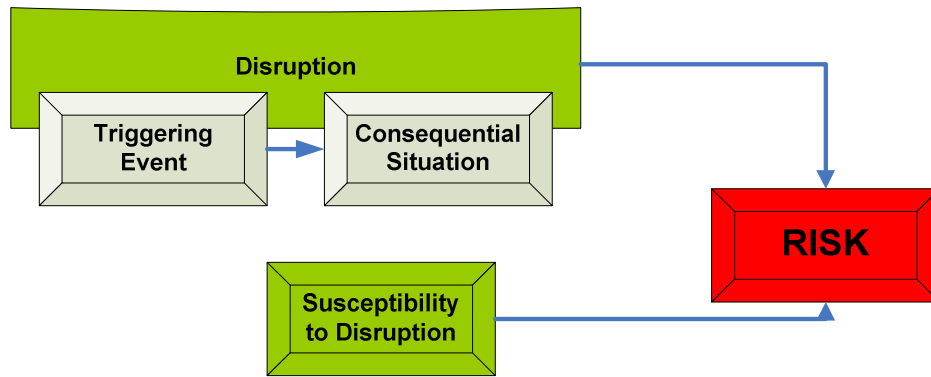 Disruption
Triggering
Event
Consequential
Situation
RISK
Susceptibility
to Disruption